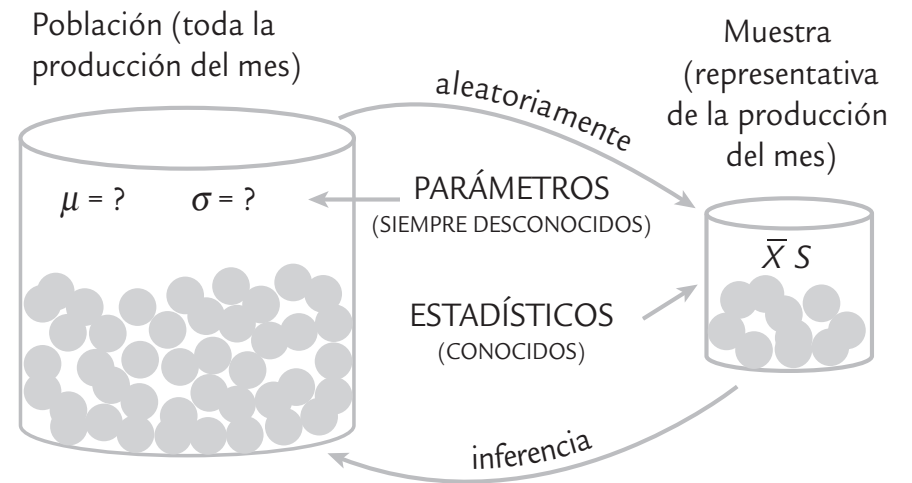 Población (toda la
producción del mes)
aleatoriamente
Muestra
(representativa
de la producción
del mes)
μ = ?    σ = ?
PARÁMETROS
(SIEMPRE DESCONOCIDOS)
X̅ S
ESTADÍSTICOS
(CONOCIDOS)
inferencia